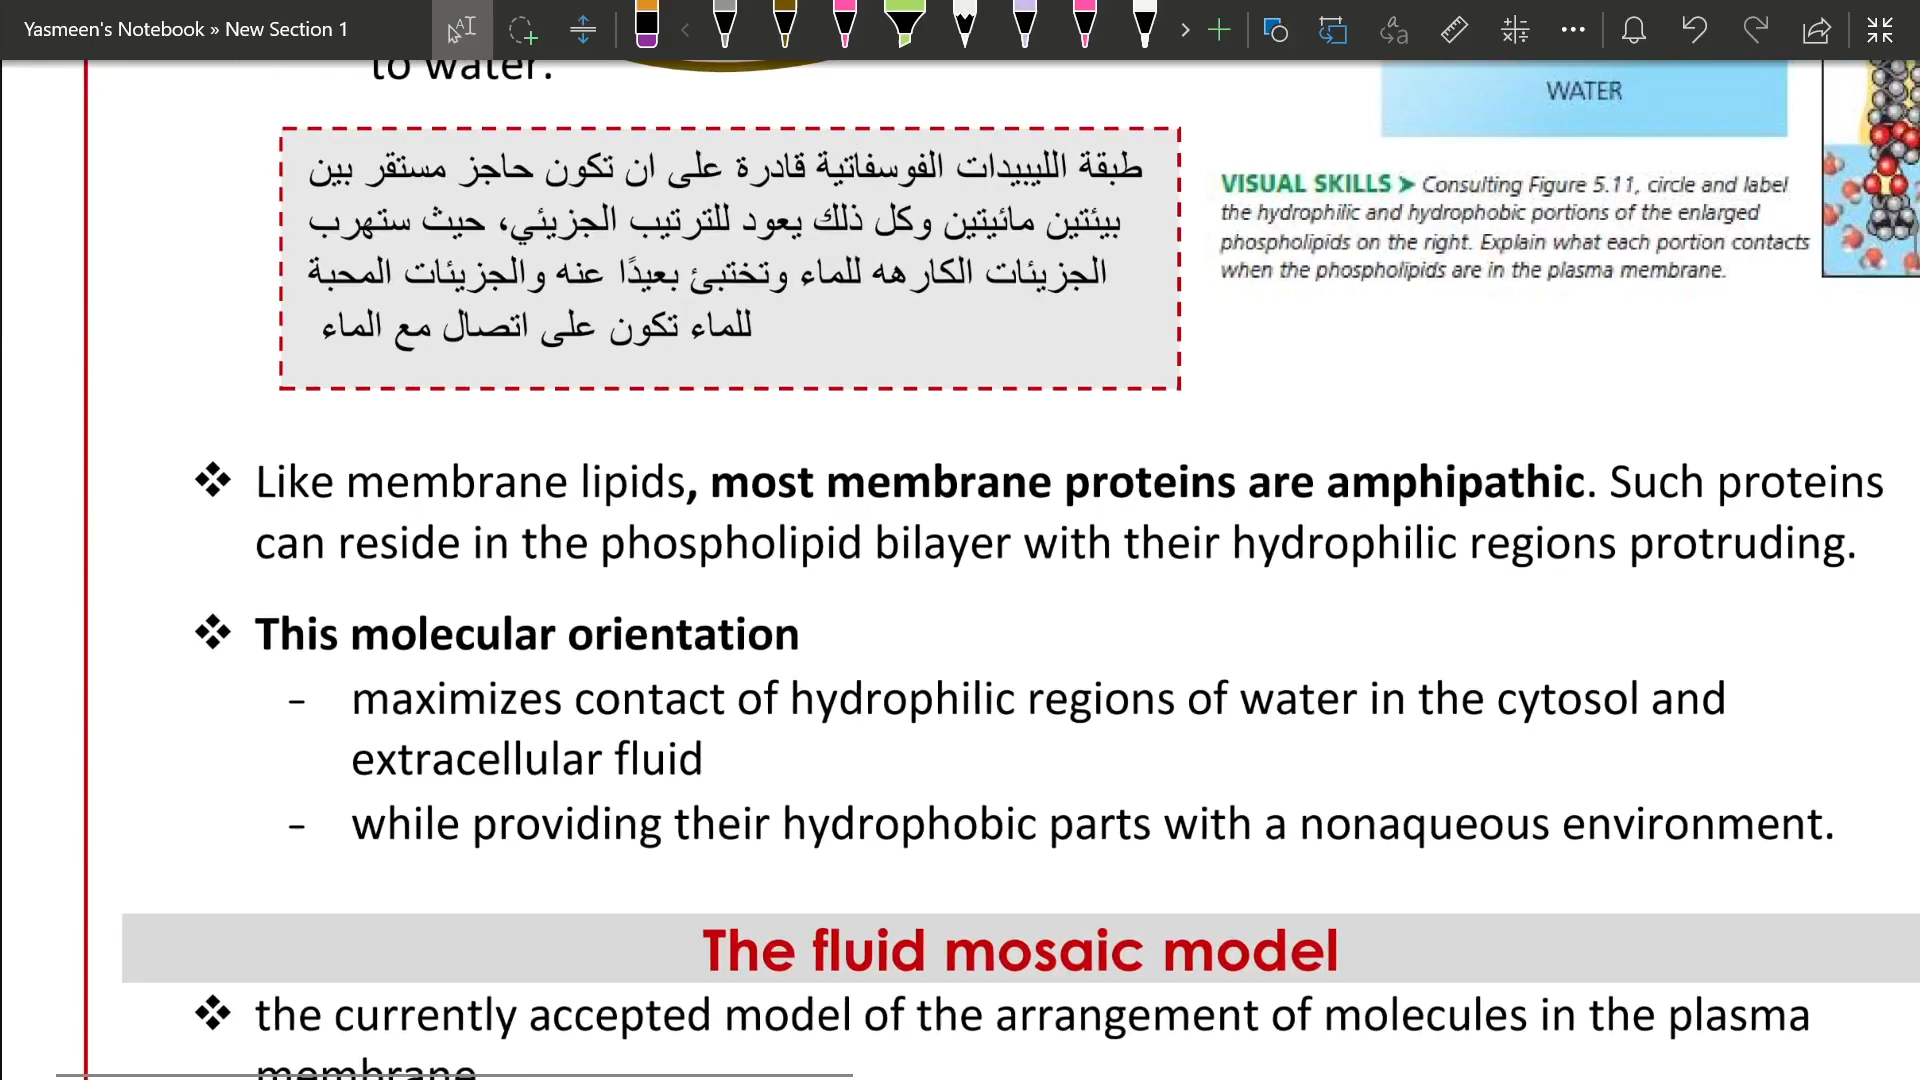 Yasmeen's Notebook » New Section 1
to water.
WATER
طبقة الليبيدات الفوسفاتية قادرة على ان تكون حاجز مستقر بين
بيئتين مائيتين وكل ذلك يعود للترتيب الجزيئي، حيث ستهرب
الجزيئات الكارهه للماء وتختبئ بعيدًا عنه والجزيئات المحبة
للماء تكون على اتصال مع الماء
VISUAL SKILLS ➤ Consulting Figure 5.11, circle and label
the hydrophilic and hydrophobic portions of the enlarged
phospholipids on the right. Explain what each portion contacts
when the phospholipids are in the plasma membrane.
❖ Like membrane lipids, most membrane proteins are amphipathic. Such proteins
can reside in the phospholipid bilayer with their hydrophilic regions protruding.
❖ This molecular orientation
- maximizes contact of hydrophilic regions of water in the cytosol and
extracellular fluid
- while providing their hydrophobic parts with a nonaqueous environment.
The fluid mosaic model
❖ the currently accepted model of the arrangement of molecules in the plasma
membrane